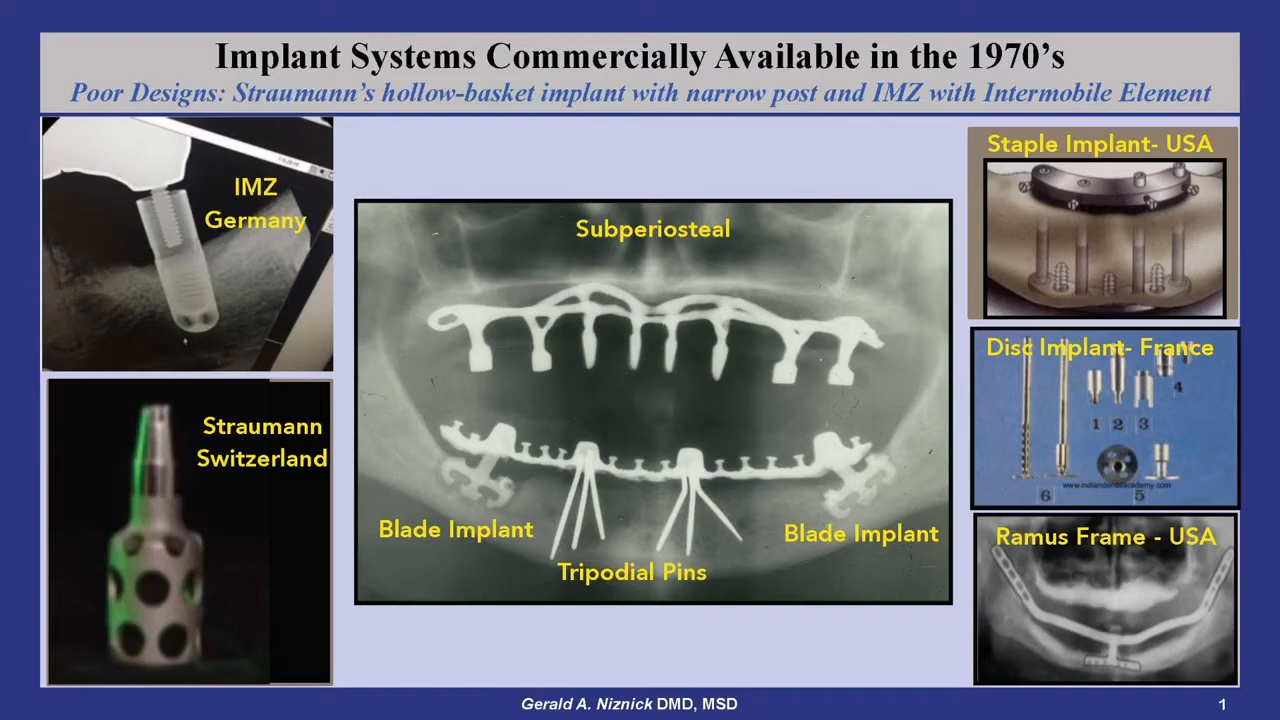 Implant Systems Commercially Available in the 1970's
Poor Designs: Straumann's hollow-basket implant with narrow post and IMZ with Intermobile Element
IMZ
Germany
Straumann
Switzerland
Subperiosteal
Blade Implant
Blade Implant
Tripodial Pins
Staple Implant- USA
Disc Implant- France
4
1 2 3
www.indiandentalacademy.com
6
5
Ramus Frame - USA
Gerald A. Niznick DMD, MSD
1